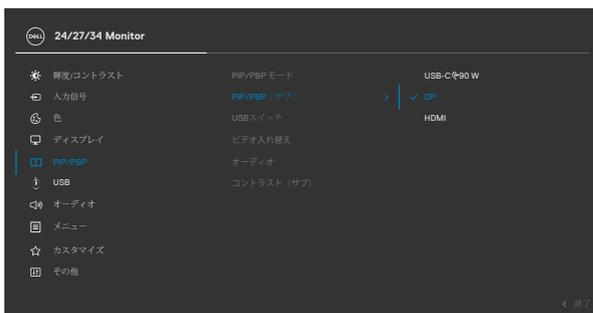 DELL 24/27/34 Monitor
輝度/コントラスト
入力信号
色
ディスプレイ
PIP/PBP
USB
オーディオ
メニュー
カスタマイズ
その他
PIP/PBP モード
PIP/PBP（サブ）
USBスイッチ
ビデオ入れ替え
オーディオ
コントラスト（サブ）
USB-C 90 W
DP
HDMI
終了